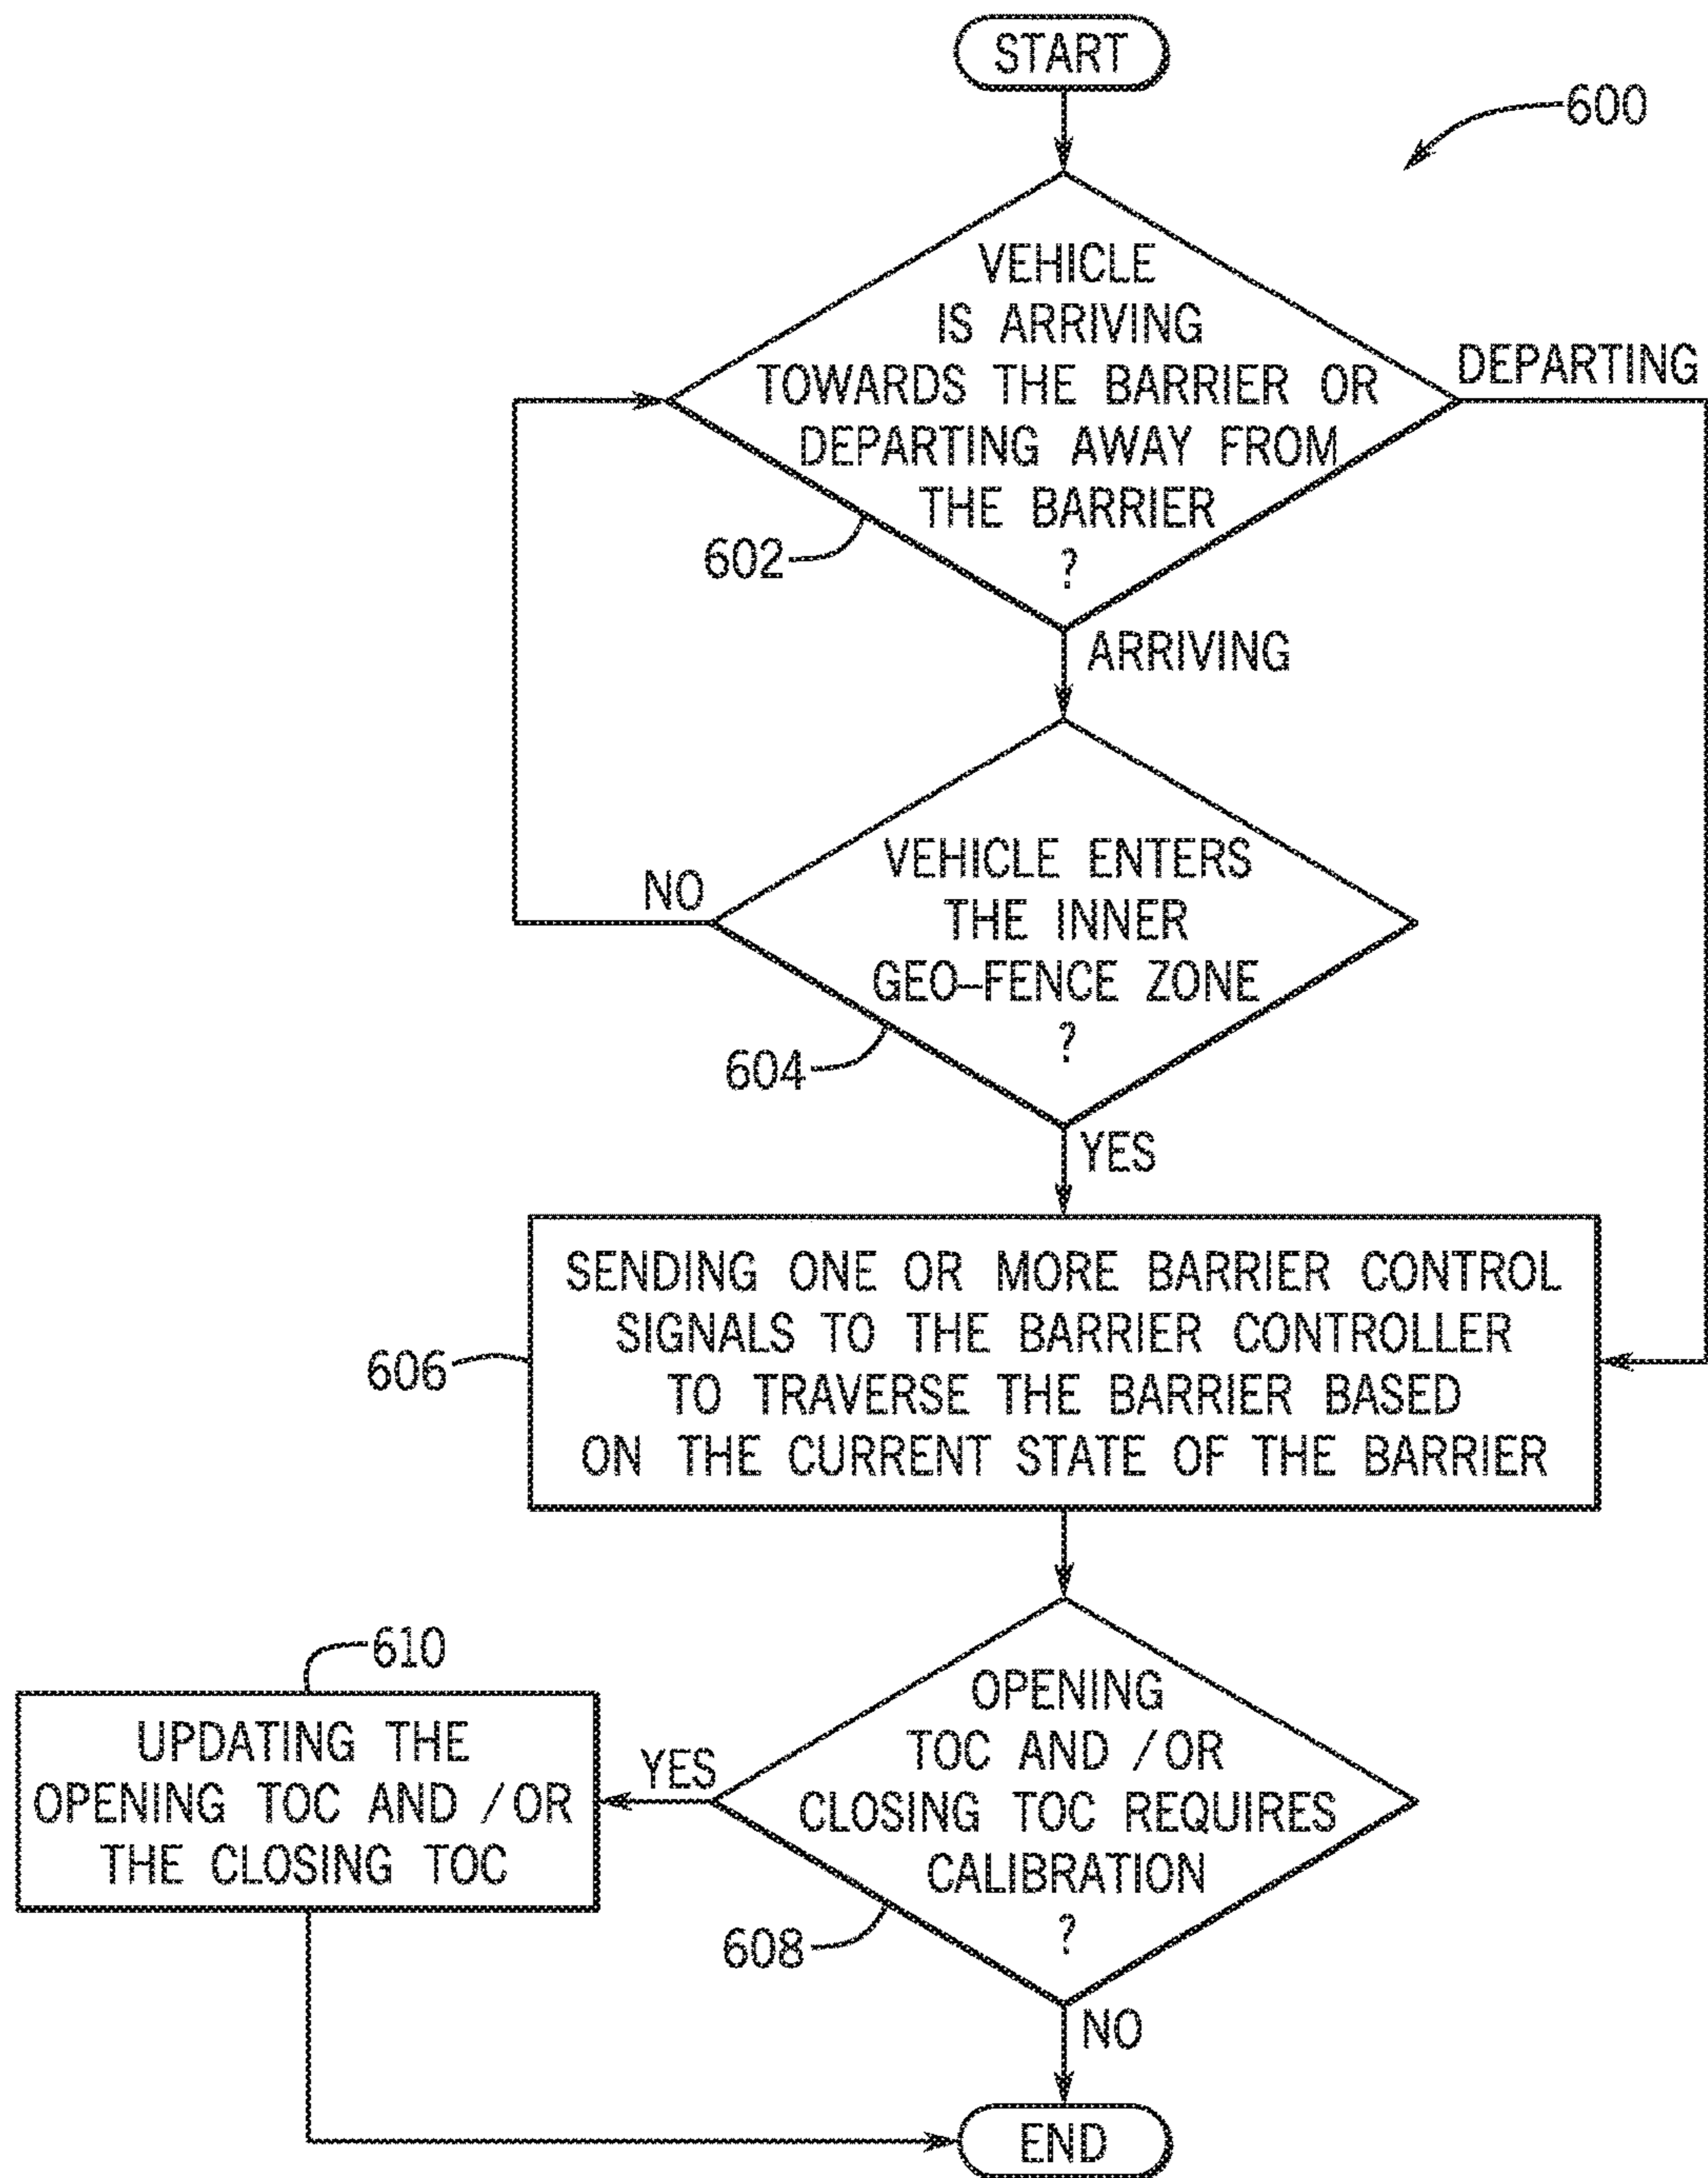 START
600
VEHICLE
IS ARRIVING
TOWARDS THE BARRIER OR
DEPARTING AWAY FROM
THE BARRIER
?
DEPARTING
602
ARRIVING
VEHICLE ENTERS
THE INNER
GEO–FENCE ZONE
?
NO
604
YES
SENDING ONE OR MORE BARRIER CONTROL
SIGNALS TO THE BARRIER CONTROLLER
TO TRAVERSE THE BARRIER BASED
ON THE CURRENT STATE OF THE BARRIER
606
OPENING
TOC AND /OR
CLOSING TOC REQUIRES
CALIBRATION
?
608
YES
610
UPDATING THE
OPENING TOC AND /OR
THE CLOSING TOC
NO
END